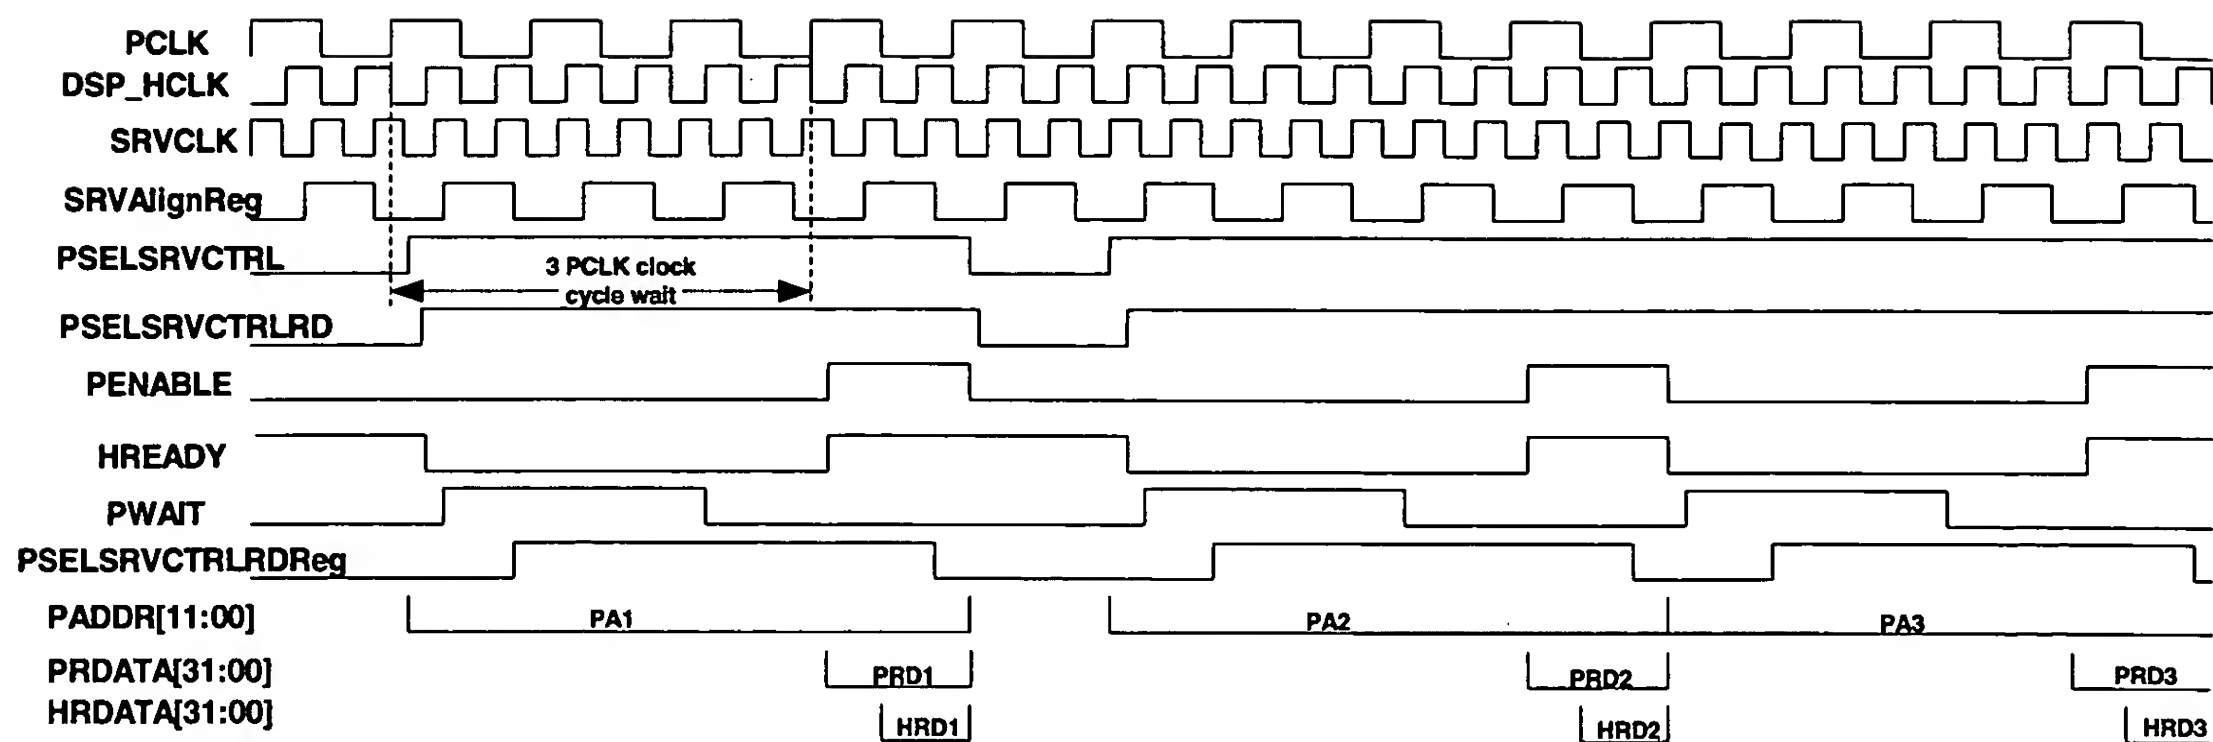 PCLK
DSP_HCLK
SRVCLK
SRVAlignReg
PSELSRVCTRL
3 PCLK clock
cycle wait
PSELSRVCTRLRD
PENABLE
HREADY
PWAIT
PSELSRVCTRLRDReg
PADDR[11:00] PA1 PA2 PA3
PRDATA[31:00] PRD1 PRD2 PRD3
HRDATA[31:00] HRD1 HRD2 HRD3